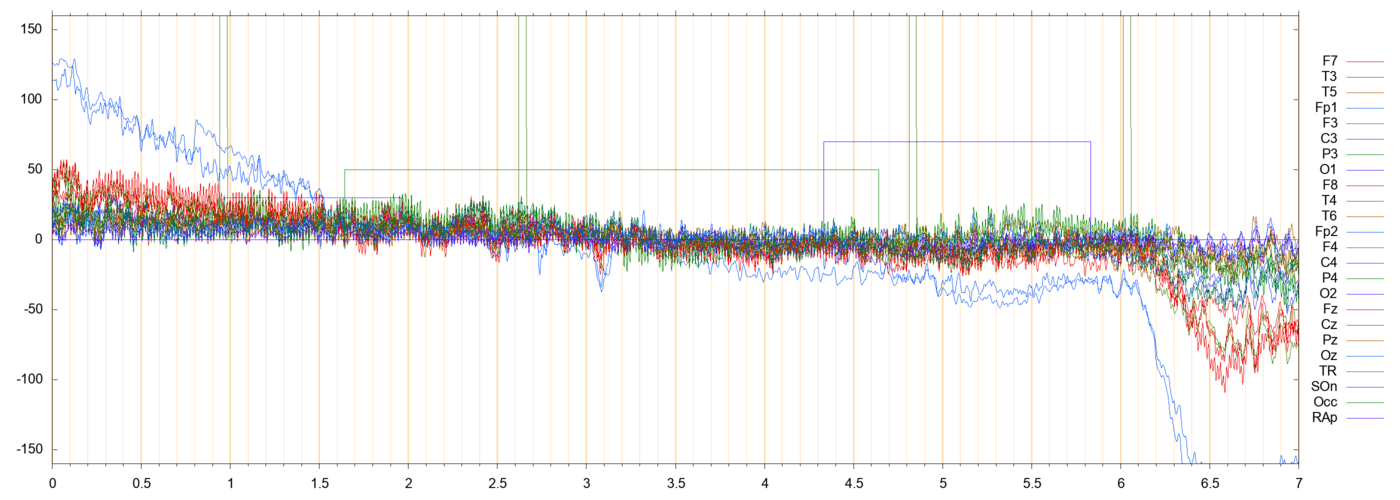 150
100
50
0
-50
-100
-150
0 0.5 1 1.5 2 2.5 3 3.5 4 4.5 5 5.5 6 6.5 7
F7
T3
T5
Fp1
F3
C3
P3
O1
F8
T4
T6
Fp2
F4
C4
P4
O2
Fz
Cz
Pz
Oz
TR
SOn
Occ
RAp